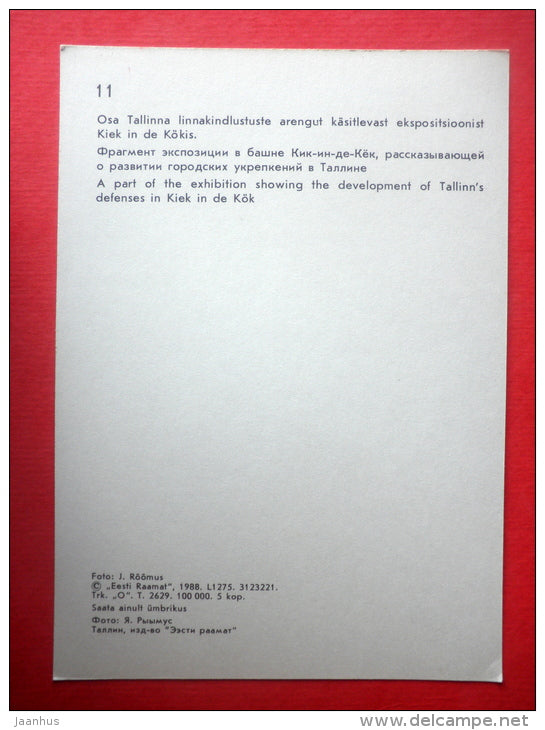 11
Osa Tallinna linnakindlustuste arengut käsitlevast ekspositsioonist
Kiek in de Kökis.
Фрагмент экспозиции в башне Кик-ин-де-Кёк, рассказывающей
о развитии городских укрепкений в Таллине
A part of the exhibition showing the development of Tallinn's
defenses in Kiek in de Kök
Foto: J. Rõõmus
© „Eesti Raamat", 1988. L1275. 3123221.
Trk. „O". T. 2629. 100 000. 5 kop.
Saata ainult ümbrikus
Фото: Я. Рыымус
Таллин, изд-во "Ээсти раамат"
Jaanhus
www.delcampe.net